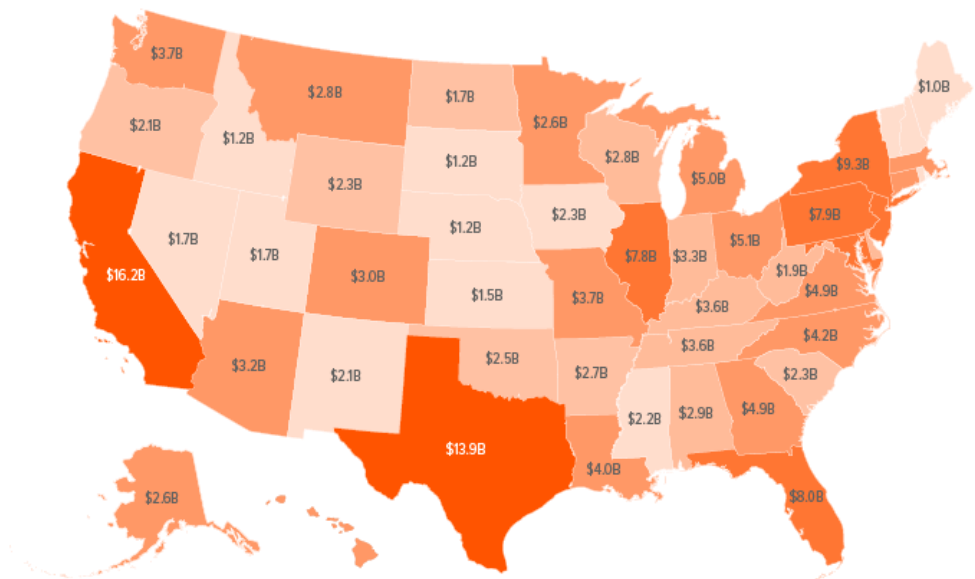 $3.7B
$2.8B
$1.7B
$2.6B
$1.0B
$2.1B
$1.2B
$2.3B
$1.2B
$2.8B
$5.0B
$9.3B
$7.9B
$16.2B
$1.7B
$1.7B
$3.0B
$1.2B
$2.3B
$7.8B
$3.3B
$5.1B
$1.9B
$4.9B
$1.5B
$3.7B
$3.6B
$4.2B
$3.2B
$2.1B
$2.5B
$2.7B
$3.6B
$2.3B
$13.9B
$4.0B
$2.2B
$2.9B
$4.9B
$8.0B
$2.6B